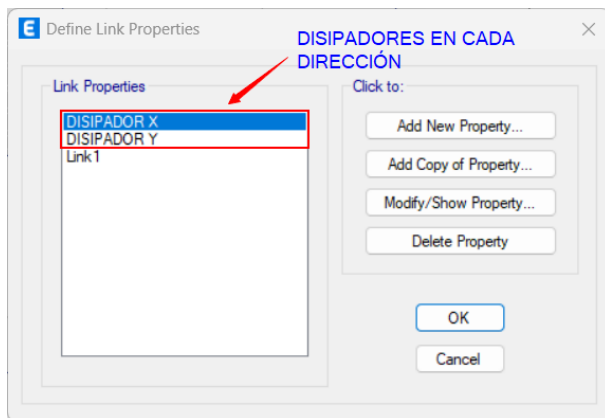 E Define Link Properties
DISIPADORES EN CADA
DIRECCIÓN
Link Properties
DISIPADOR X
DISIPADOR Y
Link1
Click to:
Add New Property...
Add Copy of Property...
Modify/Show Property...
Delete Property
OK
Cancel